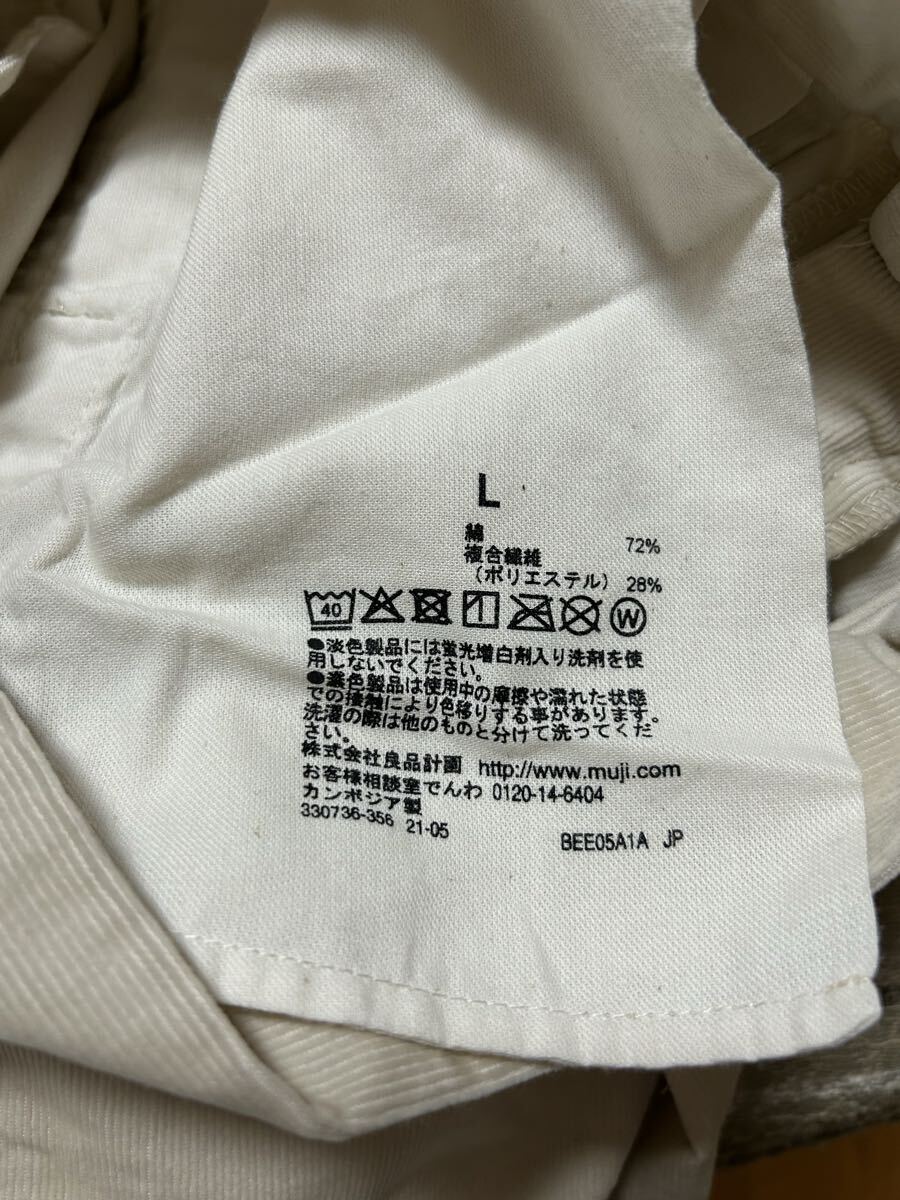 L
綿 72%
複合繊維
(ポリエステル) 28%
40 W
●淡色製品には蛍光増白剤入り洗剤を使
用しないでください。
●濃色製品は使用中の摩擦や濡れた状態
での接触により色移りする事があります。
洗濯の際は他のものと分けて洗ってくだ
さい。
株式会社良品計画 http://www.muji.com
お客様相談室でんわ 0120-14-6404
カンボジア製
330736-356 21-05
BEE05A1A JP